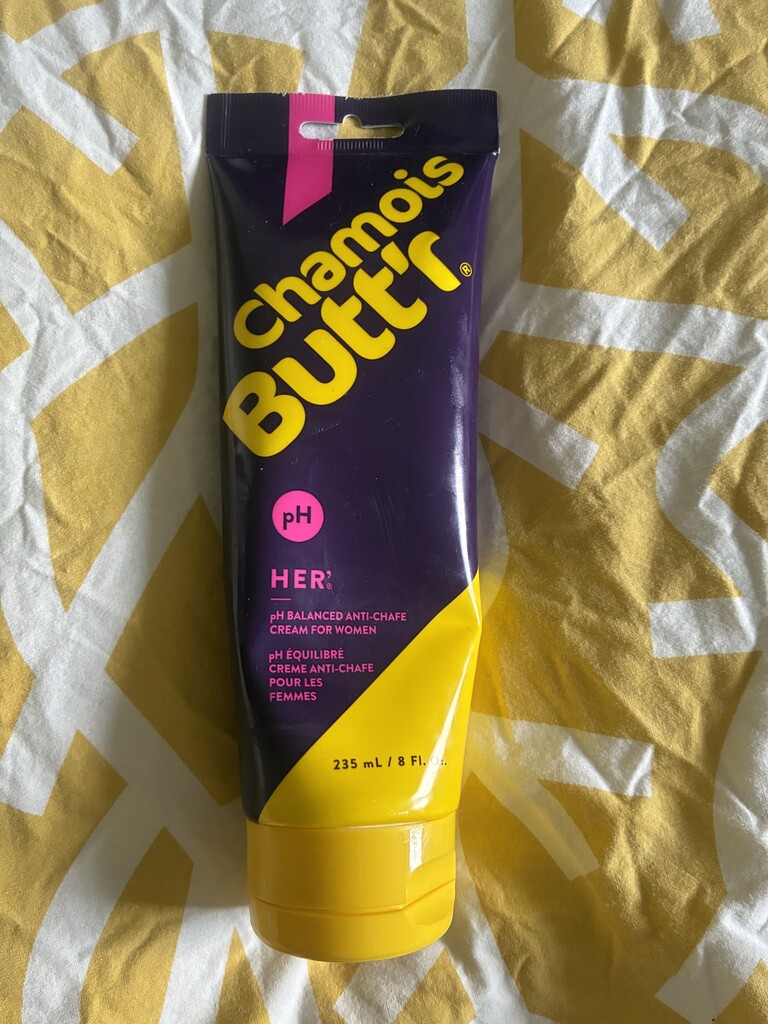 Chamois
Butt'r®
pH
HER'®
pH BALANCED ANTI-CHAFE
CREAM FOR WOMEN
pH ÉQUILIBRÉ
CREME ANTI-CHAFE
POUR LES
FEMMES
235 mL / 8 Fl. Oz.